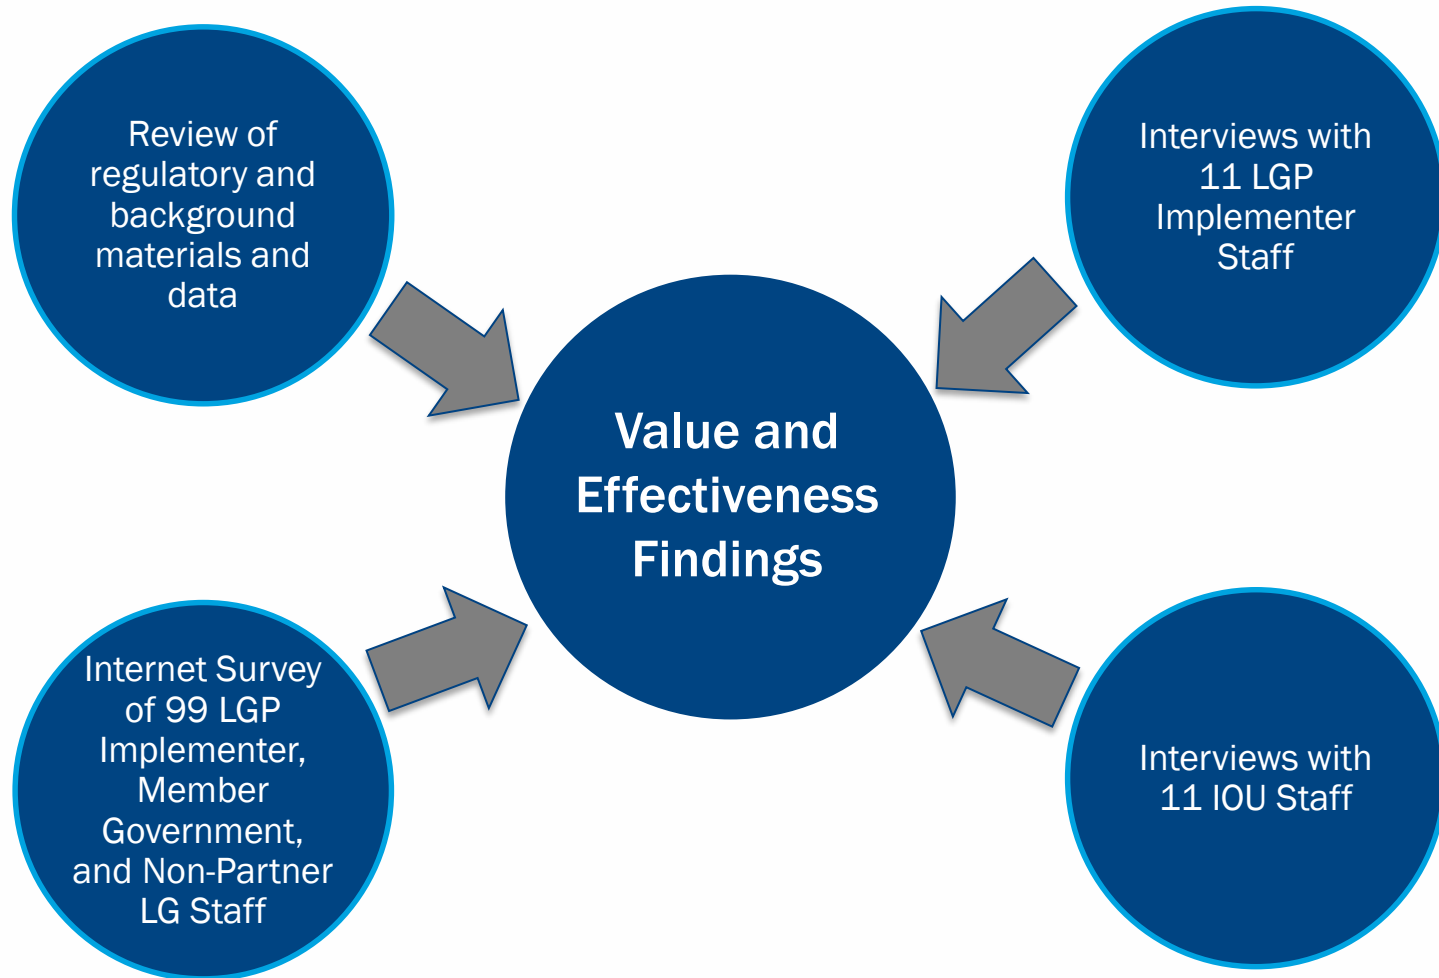 Review of
regulatory and
background
materials and
data
Interviews with
11 LGP
Implementer
Staff
Value and
Effectiveness
Findings
Internet Survey
of 99 LGP
Implementer,
Member
Government,
and Non-Partner
LG Staff
Interviews with
11 IOU Staff